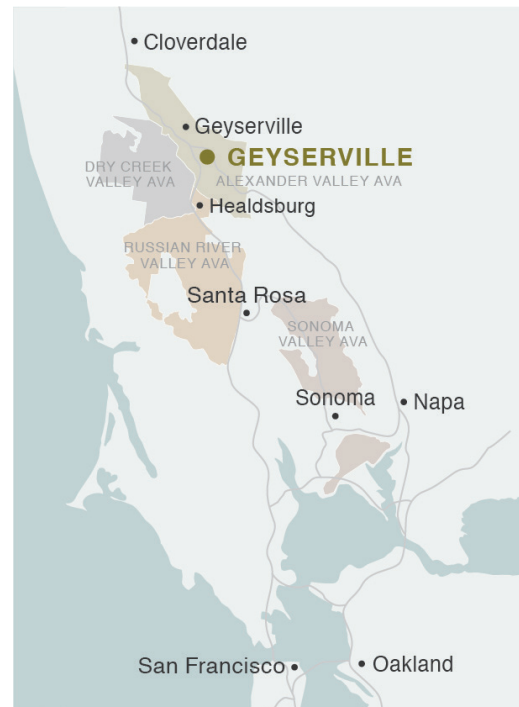 Cloverdale
Geyserville
GEYSERVILLE
DRY CREEK
VALLEY AVA
ALEXANDER VALLEY AVA
Healdsburg
RUSSIAN RIVER
VALLEY AVA
Santa Rosa
SONOMA
VALLEY AVA
Sonoma
Napa
San Francisco
Oakland